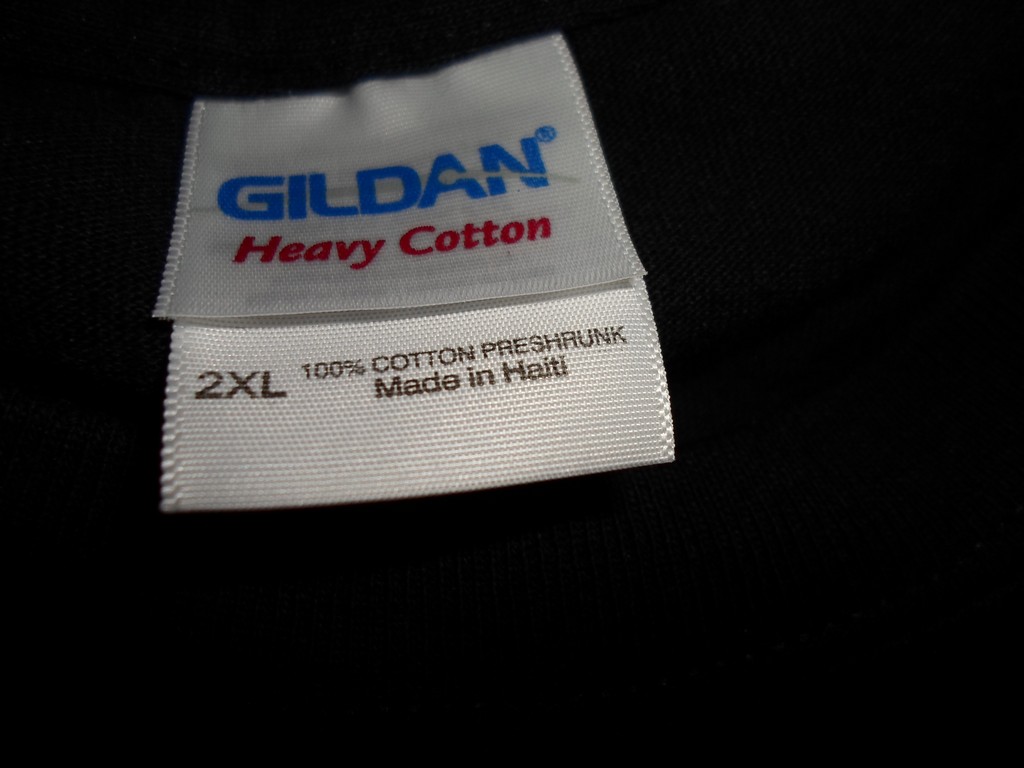 GILDAN®
Heavy Cotton
2XL 100% COTTON PRESHRUNK
Made in Haiti